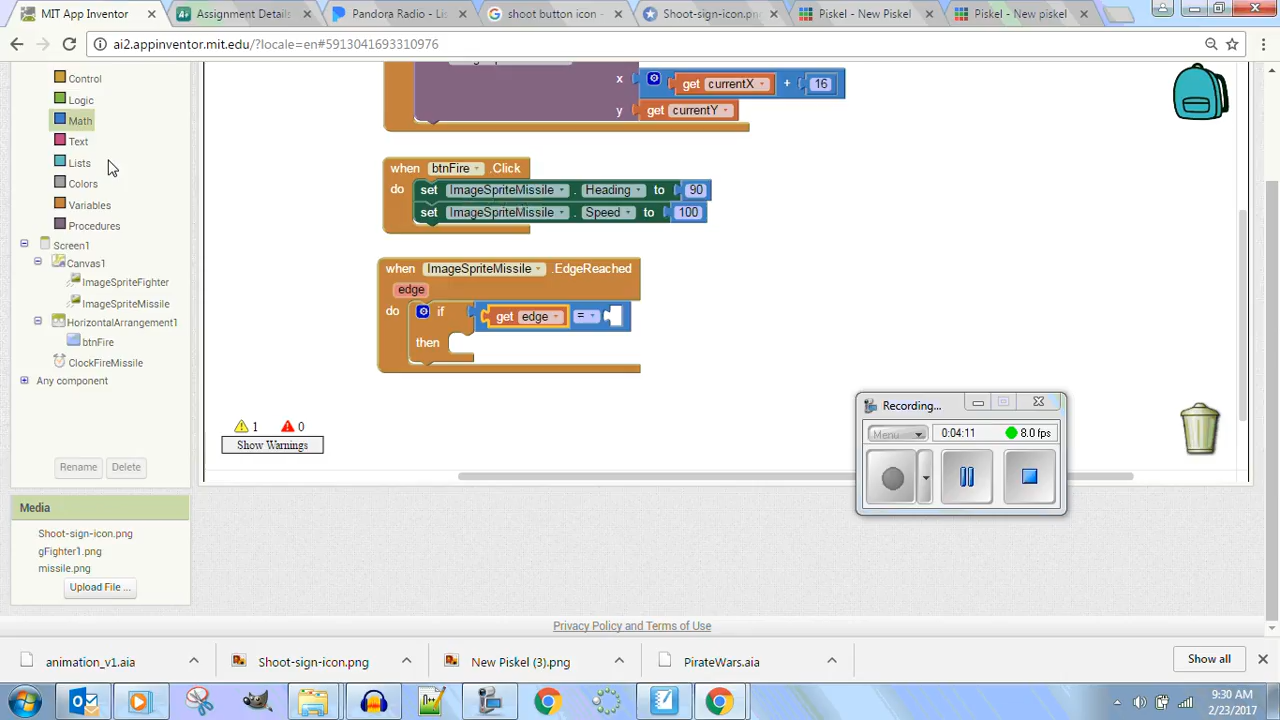 MIT App Inventor
Assignment Details
Pandora Radio - Lis
shoot button icon -
Shoot-sign-icon.png
Piskel - New Piskel
Piskel - New piskel
ai2.appinventor.mit.edu/?locale=en#5913041693310976
Control
Logic
Math
Text
Lists
Colors
Variables
Procedures
Screen1
Canvas1
ImageSpriteFighter
ImageSpriteMissile
HorizontalArrangement1
btnFire
ClockFireMissile
Any component
Rename Delete
Media
Shoot-sign-icon.png
gFighter1.png
missile.png
Upload File ...
x get currentX + 16
y get currentY
when btnFire .Click
do set ImageSpriteMissile . Heading to 90
set ImageSpriteMissile . Speed to 100
when ImageSpriteMissile .EdgeReached
edge
do if get edge =
then
1 0
Show Warnings
Recording...
Menu 0:04:11 8.0 fps
Privacy Policy and Terms of Use
animation_v1.aia
Shoot-sign-icon.png
New Piskel (3).png
PirateWars.aia
Show all
9:30 AM
2/23/2017